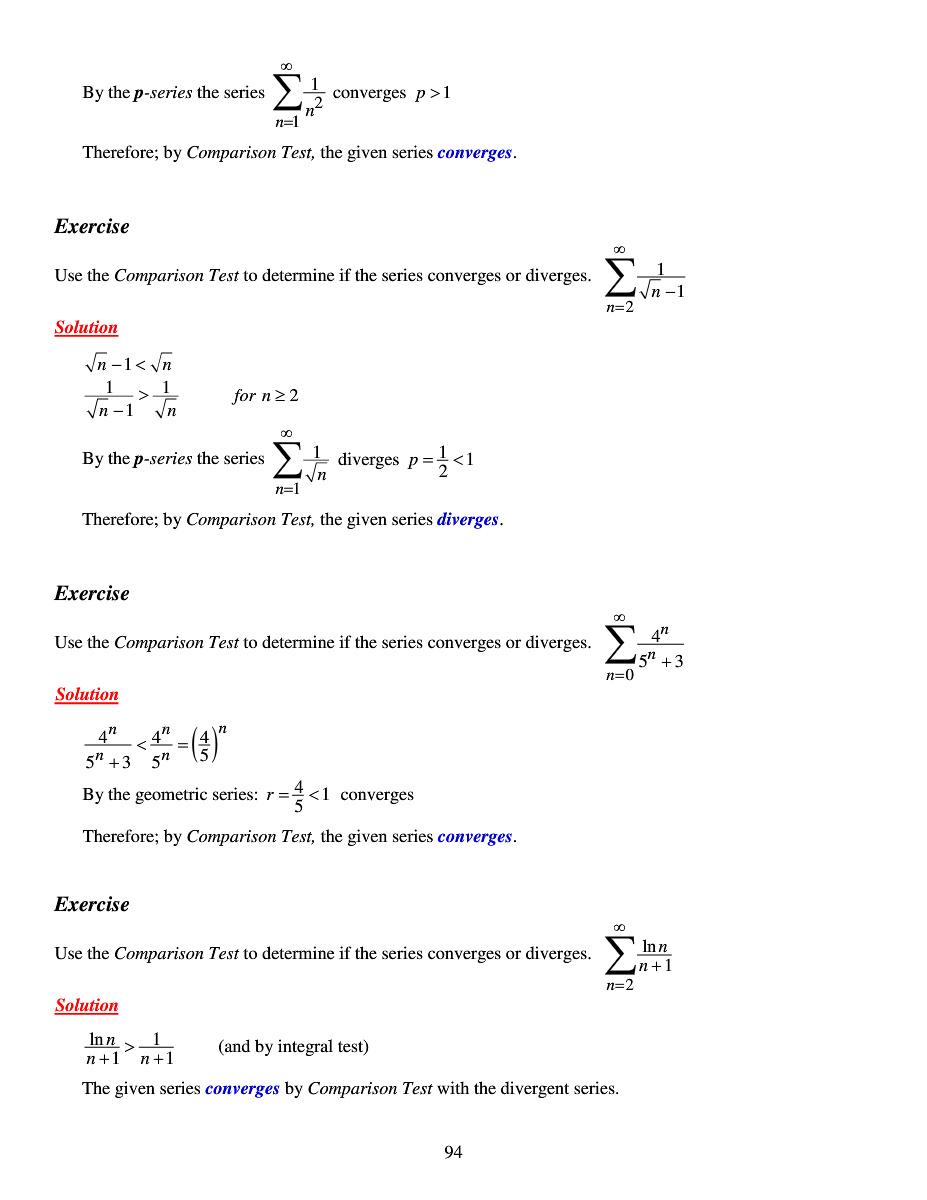 By the p-series the series $\sum_{n=1}^{\infty} \frac{1}{n^2}$ converges $p > 1$
Therefore; by Comparison Test, the given series converges.
Exercise
Use the Comparison Test to determine if the series converges or diverges. $\sum_{n=2}^{\infty} \frac{1}{\sqrt{n}-1}$
Solution
$\sqrt{n} - 1 < \sqrt{n}$
$\frac{1}{\sqrt{n}-1} > \frac{1}{\sqrt{n}}$ for $n \geq 2$
By the p-series the series $\sum_{n=1}^{\infty} \frac{1}{\sqrt{n}}$ diverges $p = \frac{1}{2} < 1$
Therefore; by Comparison Test, the given series diverges.
Exercise
Use the Comparison Test to determine if the series converges or diverges. $\sum_{n=0}^{\infty} \frac{4^n}{5^n+3}$
Solution
$\frac{4^n}{5^n+3} < \frac{4^n}{5^n} = \left(\frac{4}{5}\right)^n$
By the geometric series: $r = \frac{4}{5} < 1$ converges
Therefore; by Comparison Test, the given series converges.
Exercise
Use the Comparison Test to determine if the series converges or diverges. $\sum_{n=2}^{\infty} \frac{\ln n}{n+1}$
Solution
$\frac{\ln n}{n+1} > \frac{1}{n+1}$ (and by integral test)
The given series converges by Comparison Test with the divergent series.
94